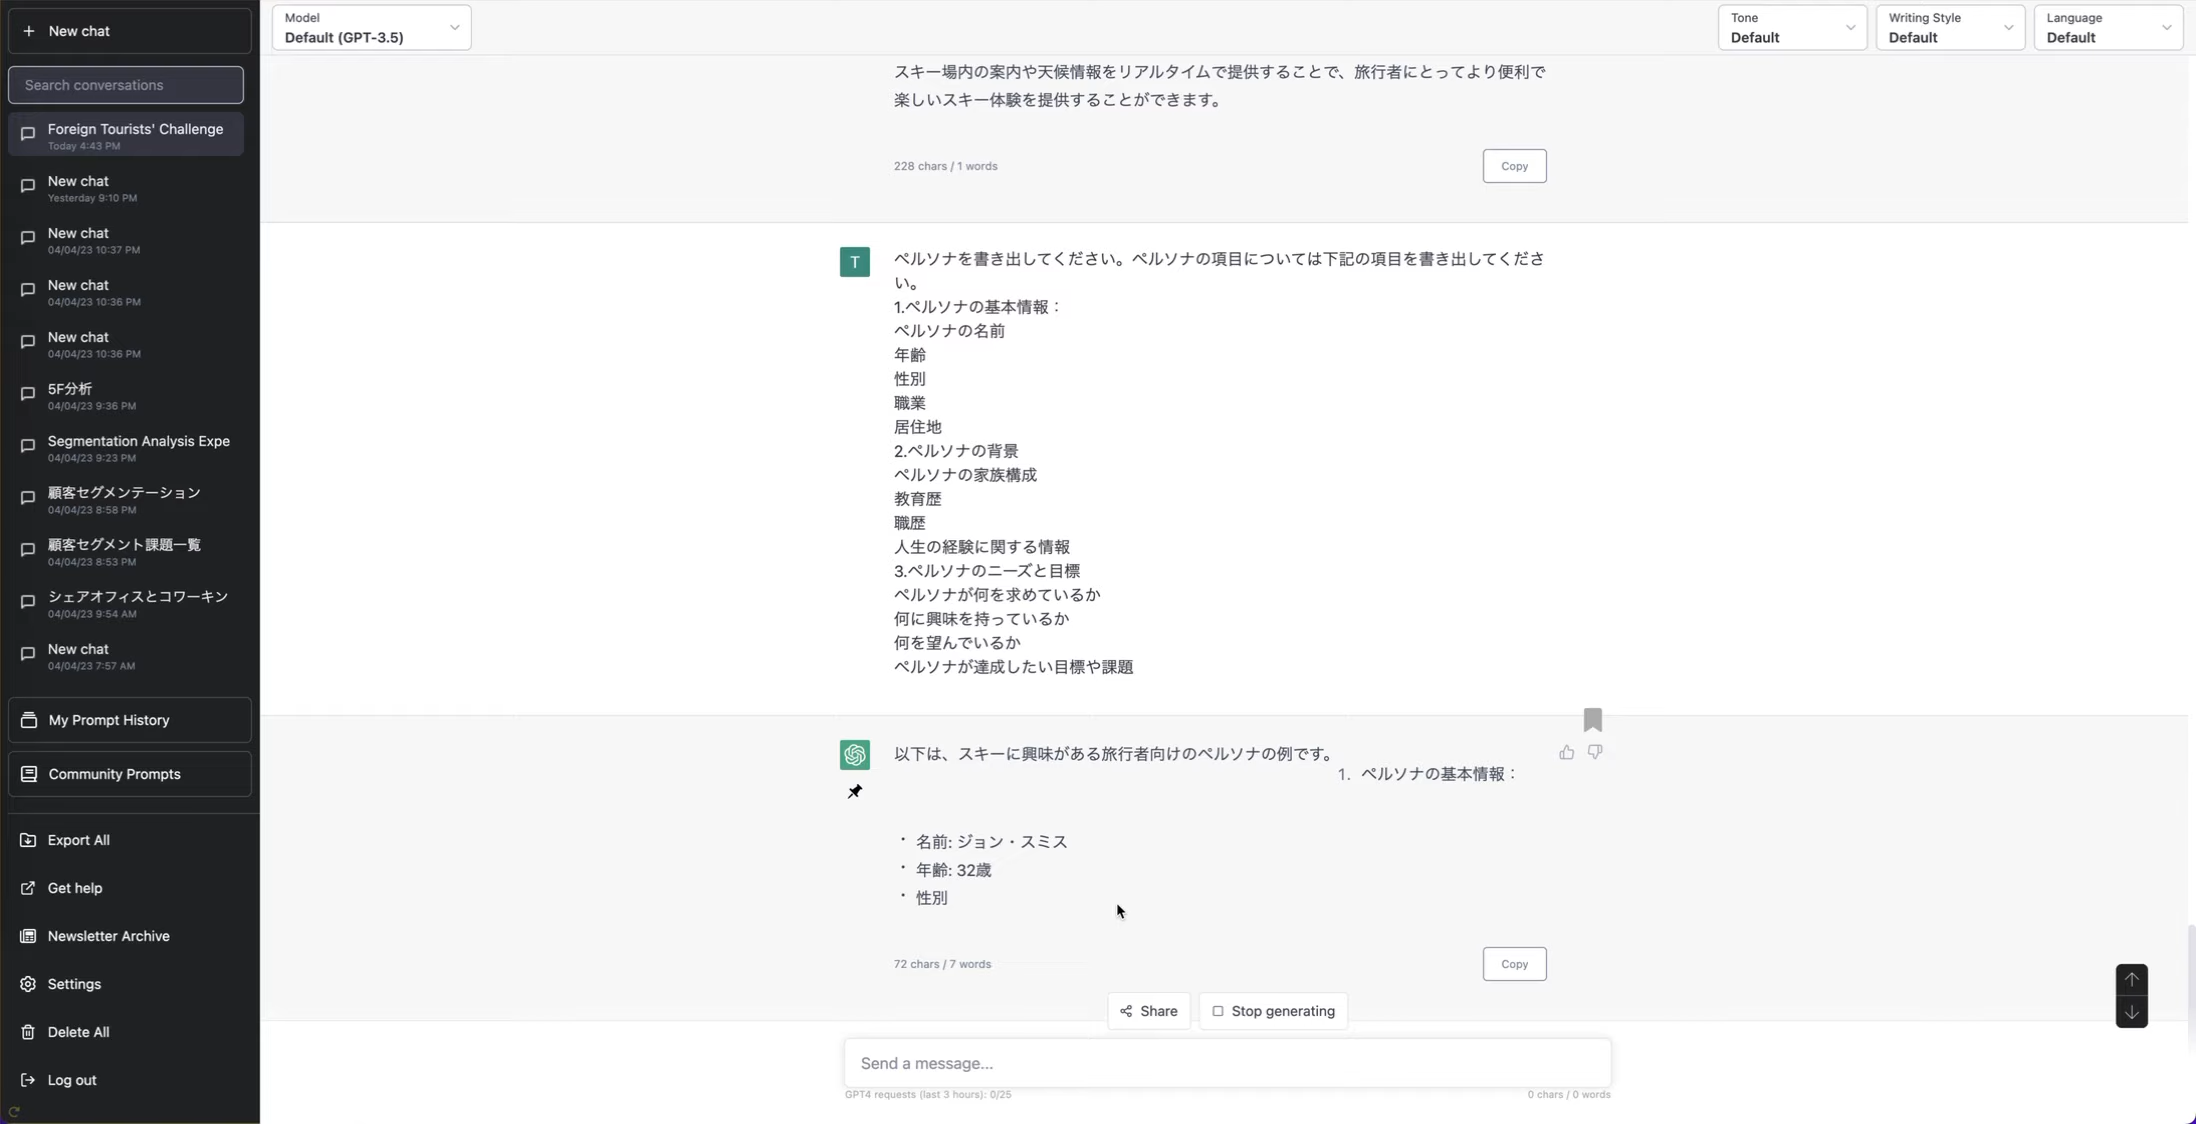 New chat
Search conversations
Foreign Tourists' Challenge
Today 4:43 PM
New chat
Yesterday 9:10 PM
New chat
04/04/23 10:37 PM
New chat
04/04/23 10:36 PM
New chat
04/04/23 10:36 PM
5F分析
04/04/23 9:36 PM
Segmentation Analysis Expe
04/04/23 9:23 PM
顧客セグメンテーション
04/04/23 8:58 PM
顧客セグメント課題一覧
04/04/23 8:53 PM
シェアオフィスとコワーキン
04/04/23 9:54 AM
New chat
04/04/23 7:57 AM
My Prompt History
Community Prompts
Export All
Get help
Newsletter Archive
Settings
Delete All
Log out
Model
Default (GPT-3.5)
Tone
Default
Writing Style
Default
Language
Default
スキー場内の案内や天候情報をリアルタイムで提供することで、旅行者にとってより便利で
楽しいスキー体験を提供することができます。
228 chars / 1 words
Copy
T
ペルソナを書き出してください。ペルソナの項目については下記の項目を書き出してくださ
い。
1.ペルソナの基本情報：
ペルソナの名前
年齢
性別
職業
居住地
2.ペルソナの背景
ペルソナの家族構成
教育歴
職歴
人生の経験に関する情報
3.ペルソナのニーズと目標
ペルソナが何を求めているか
何に興味を持っているか
何を望んでいるか
ペルソナが達成したい目標や課題
以下は、スキーに興味がある旅行者向けのペルソナの例です。
1. ペルソナの基本情報：
・ 名前: ジョン・スミス
・ 年齢: 32歳
・ 性別
72 chars / 7 words
Copy
Share
Stop generating
Send a message...
GPT4 requests (last 3 hours): 0/25
0 chars / 0 words